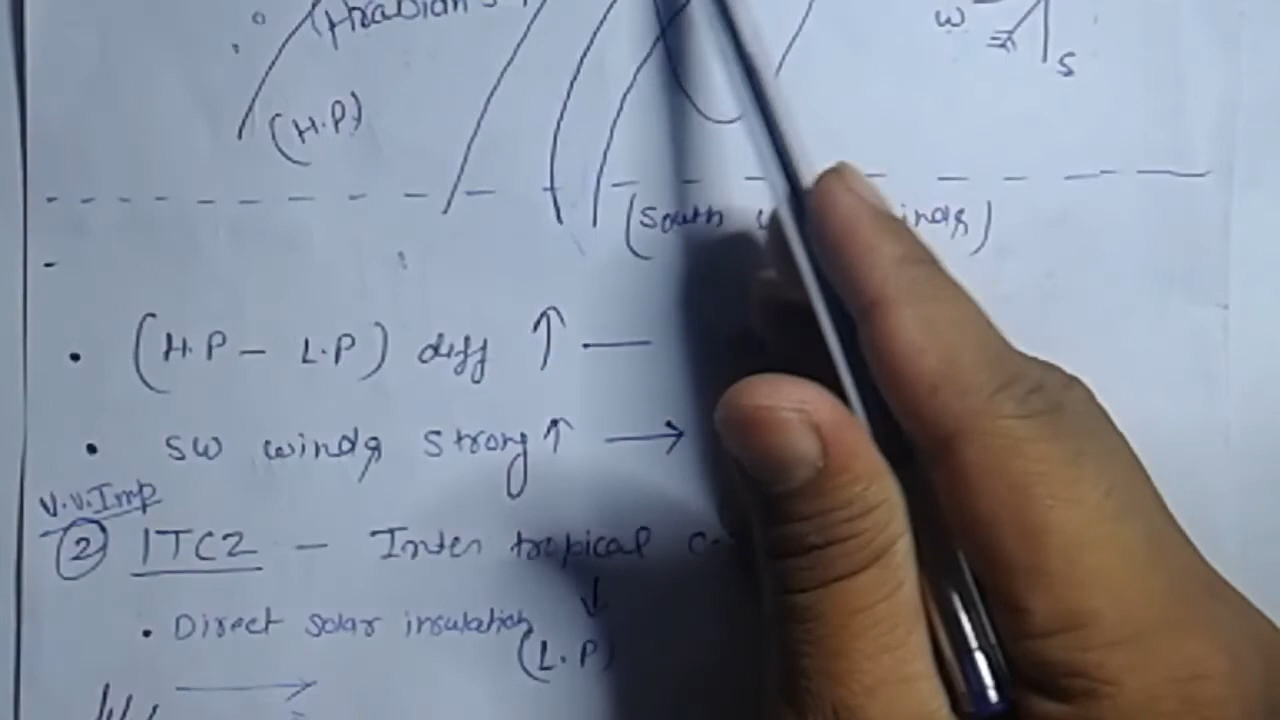 (Arabian S
W
S
(H.P)
(South winds)
• (H.P - L.P) diff ↑ —
• SW winds strong ↑ →
V.V.Imp
② ITCZ - Inter tropical c
• Direct solar insulation
(L.P)